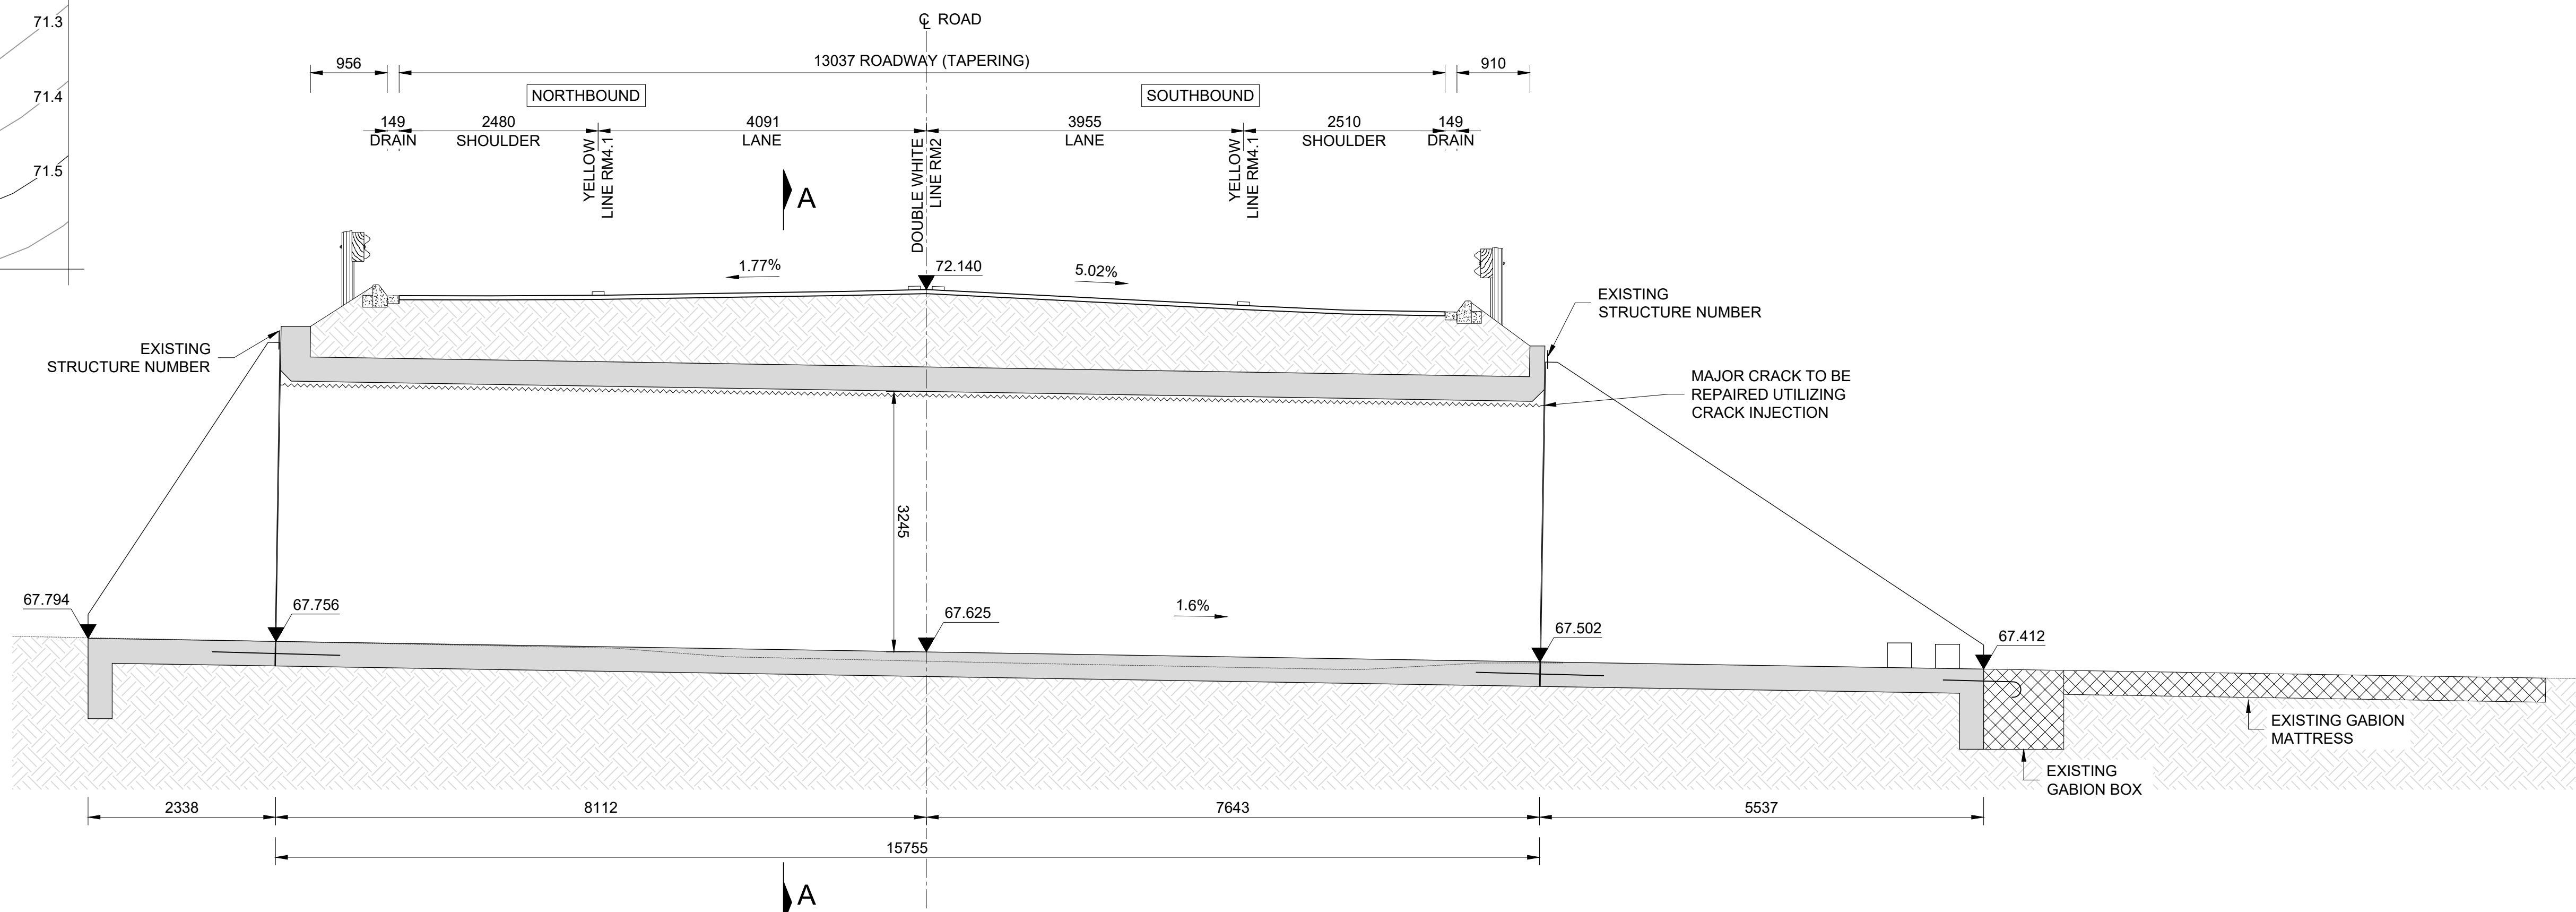 71.3
71.4
71.5
℄ ROAD
956
13037 ROADWAY (TAPERING)
910
NORTHBOUND
SOUTHBOUND
149
DRAIN
2480
SHOULDER
YELLOW
LINE RM4.1
4091
LANE
DOUBLE WHITE
LINE RM2
3955
LANE
YELLOW
LINE RM4.1
2510
SHOULDER
149
DRAIN
A
1.77%
72.140
5.02%
EXISTING
STRUCTURE NUMBER
EXISTING
STRUCTURE NUMBER
MAJOR CRACK TO BE
REPAIRED UTILIZING
CRACK INJECTION
3245
67.794
67.756
67.625
1.6%
67.502
67.412
EXISTING GABION
MATTRESS
EXISTING
GABION BOX
2338
8112
7643
5537
15755
A